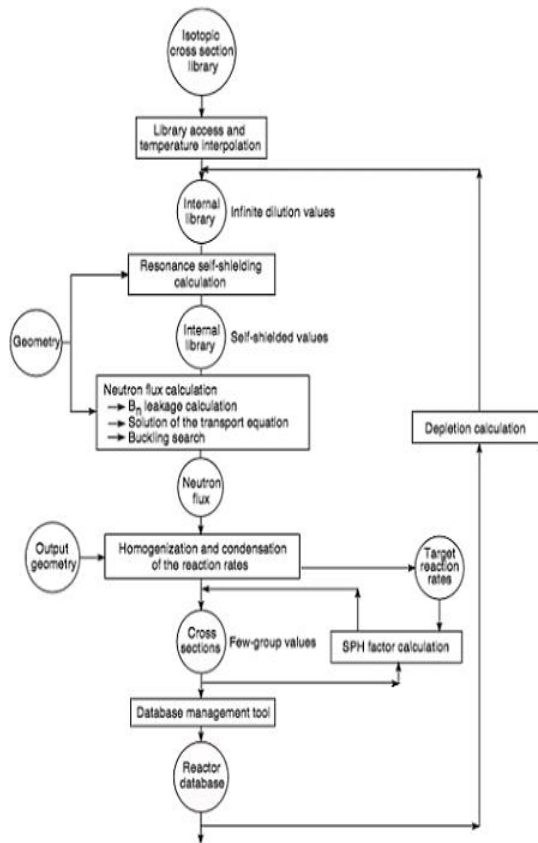 Isotopic
cross section
library
Library access and
temperature interpolation
Internal
library
Infinite dilution values
Resonance self-shielding
calculation
Geometry
Internal
library
Self-shielded values
Neutron flux calculation
Bn leakage calculation
Solution of the transport equation
Buckling search
Depletion calculation
Neutron
flux
Output
geometry
Homogenization and condensation
of the reaction rates
Target
reaction
rates
Cross
sections
Few-group values
SPH factor calculation
Database management tool
Reactor
database